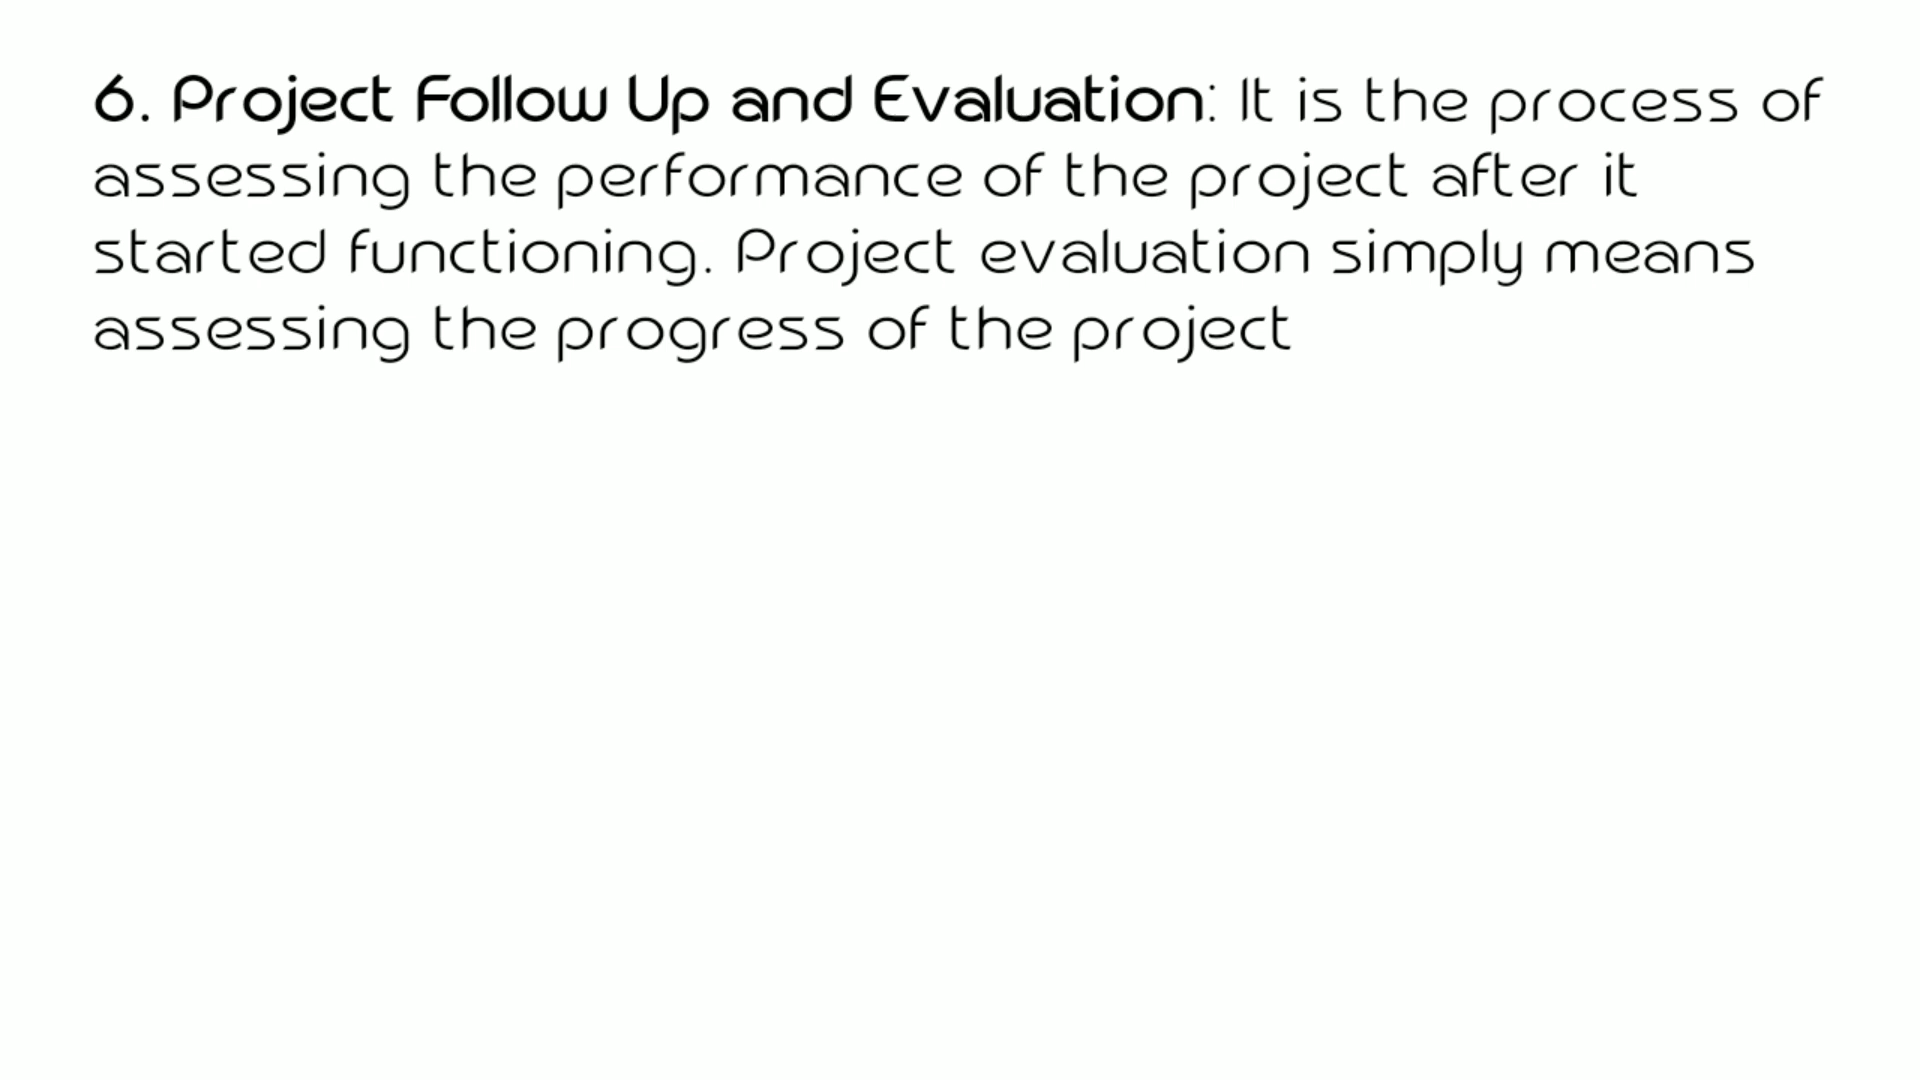 6. Project Follow Up and Evaluation: It is the process of
assessing the performance of the project after it
started functioning. Project evaluation simply means
assessing the progress of the project